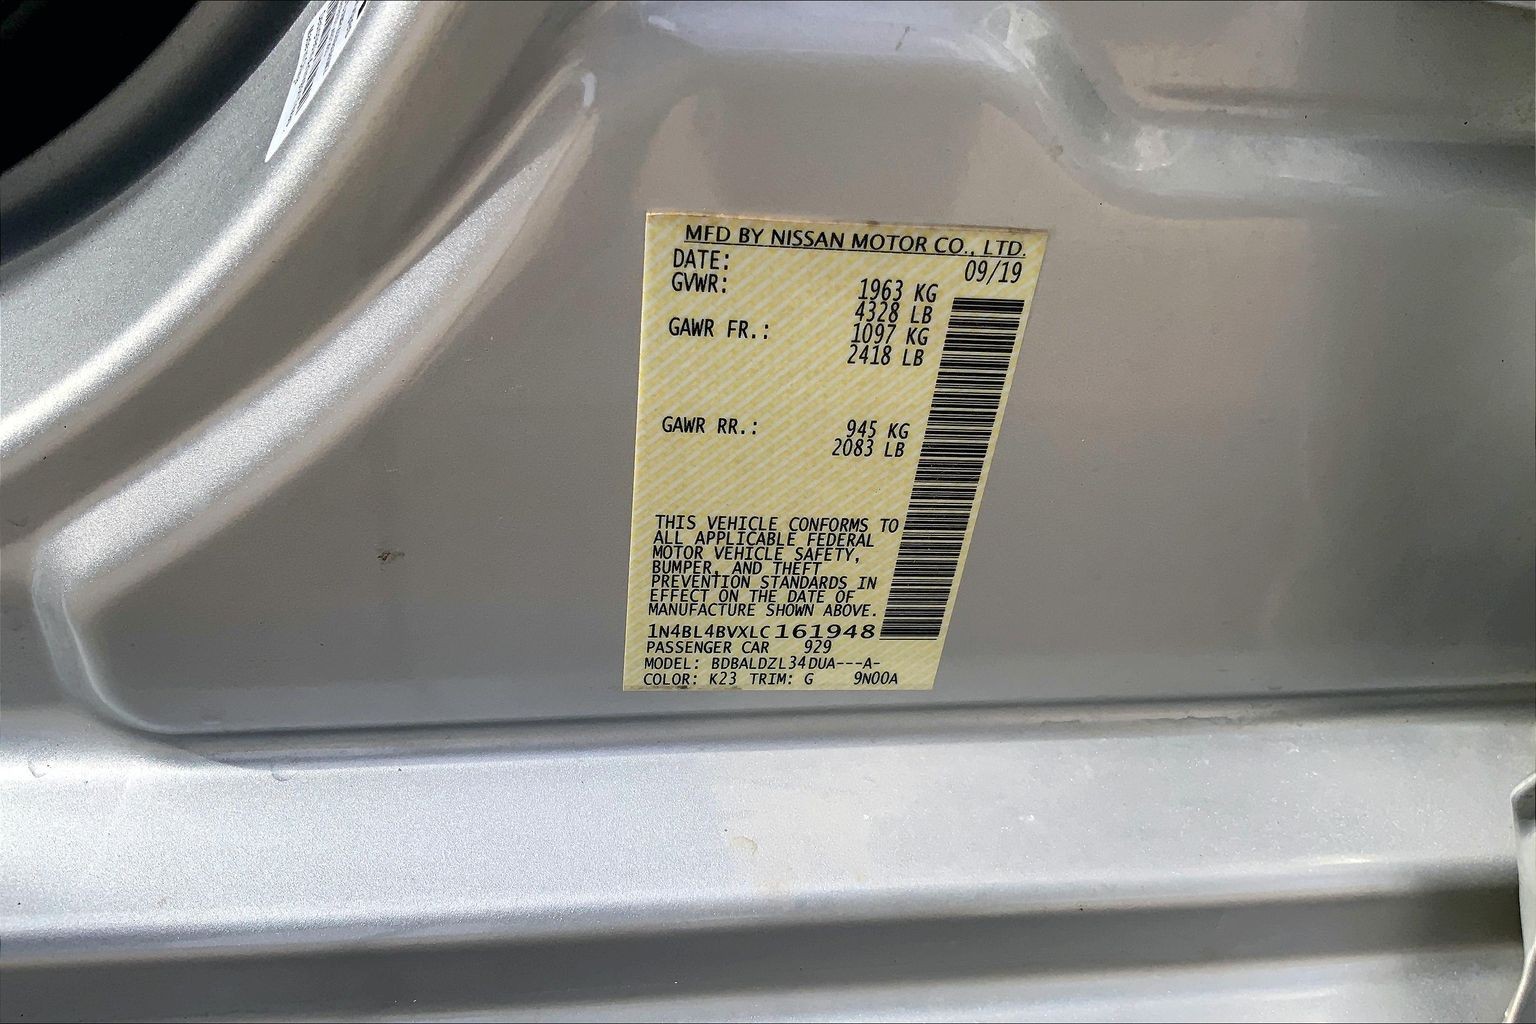 MFD BY NISSAN MOTOR CO., LTD.
DATE: 09/19
GVWR: 1963 KG
4328 LB
GAWR FR.: 1097 KG
2418 LB
GAWR RR.: 945 KG
2083 LB
THIS VEHICLE CONFORMS TO
ALL APPLICABLE FEDERAL
MOTOR VEHICLE SAFETY,
BUMPER, AND THEFT
PREVENTION STANDARDS IN
EFFECT ON THE DATE OF
MANUFACTURE SHOWN ABOVE.
1N4BL4BVXLC161948
PASSENGER CAR 929
MODEL: BDBALDZL34DUA---A-
COLOR: K23 TRIM: G 9N00A